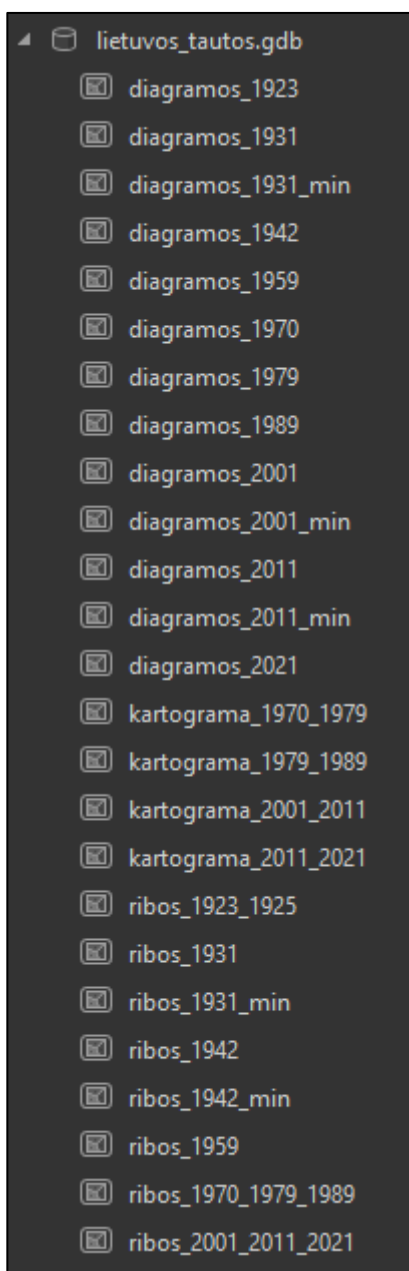 lietuvos_tautos.gdb
diagramos_1923
diagramos_1931
diagramos_1931_min
diagramos_1942
diagramos_1959
diagramos_1970
diagramos_1979
diagramos_1989
diagramos_2001
diagramos_2001_min
diagramos_2011
diagramos_2011_min
diagramos_2021
kartograma_1970_1979
kartograma_1979_1989
kartograma_2001_2011
kartograma_2011_2021
ribos_1923_1925
ribos_1931
ribos_1931_min
ribos_1942
ribos_1942_min
ribos_1959
ribos_1970_1979_1989
ribos_2001_2011_2021